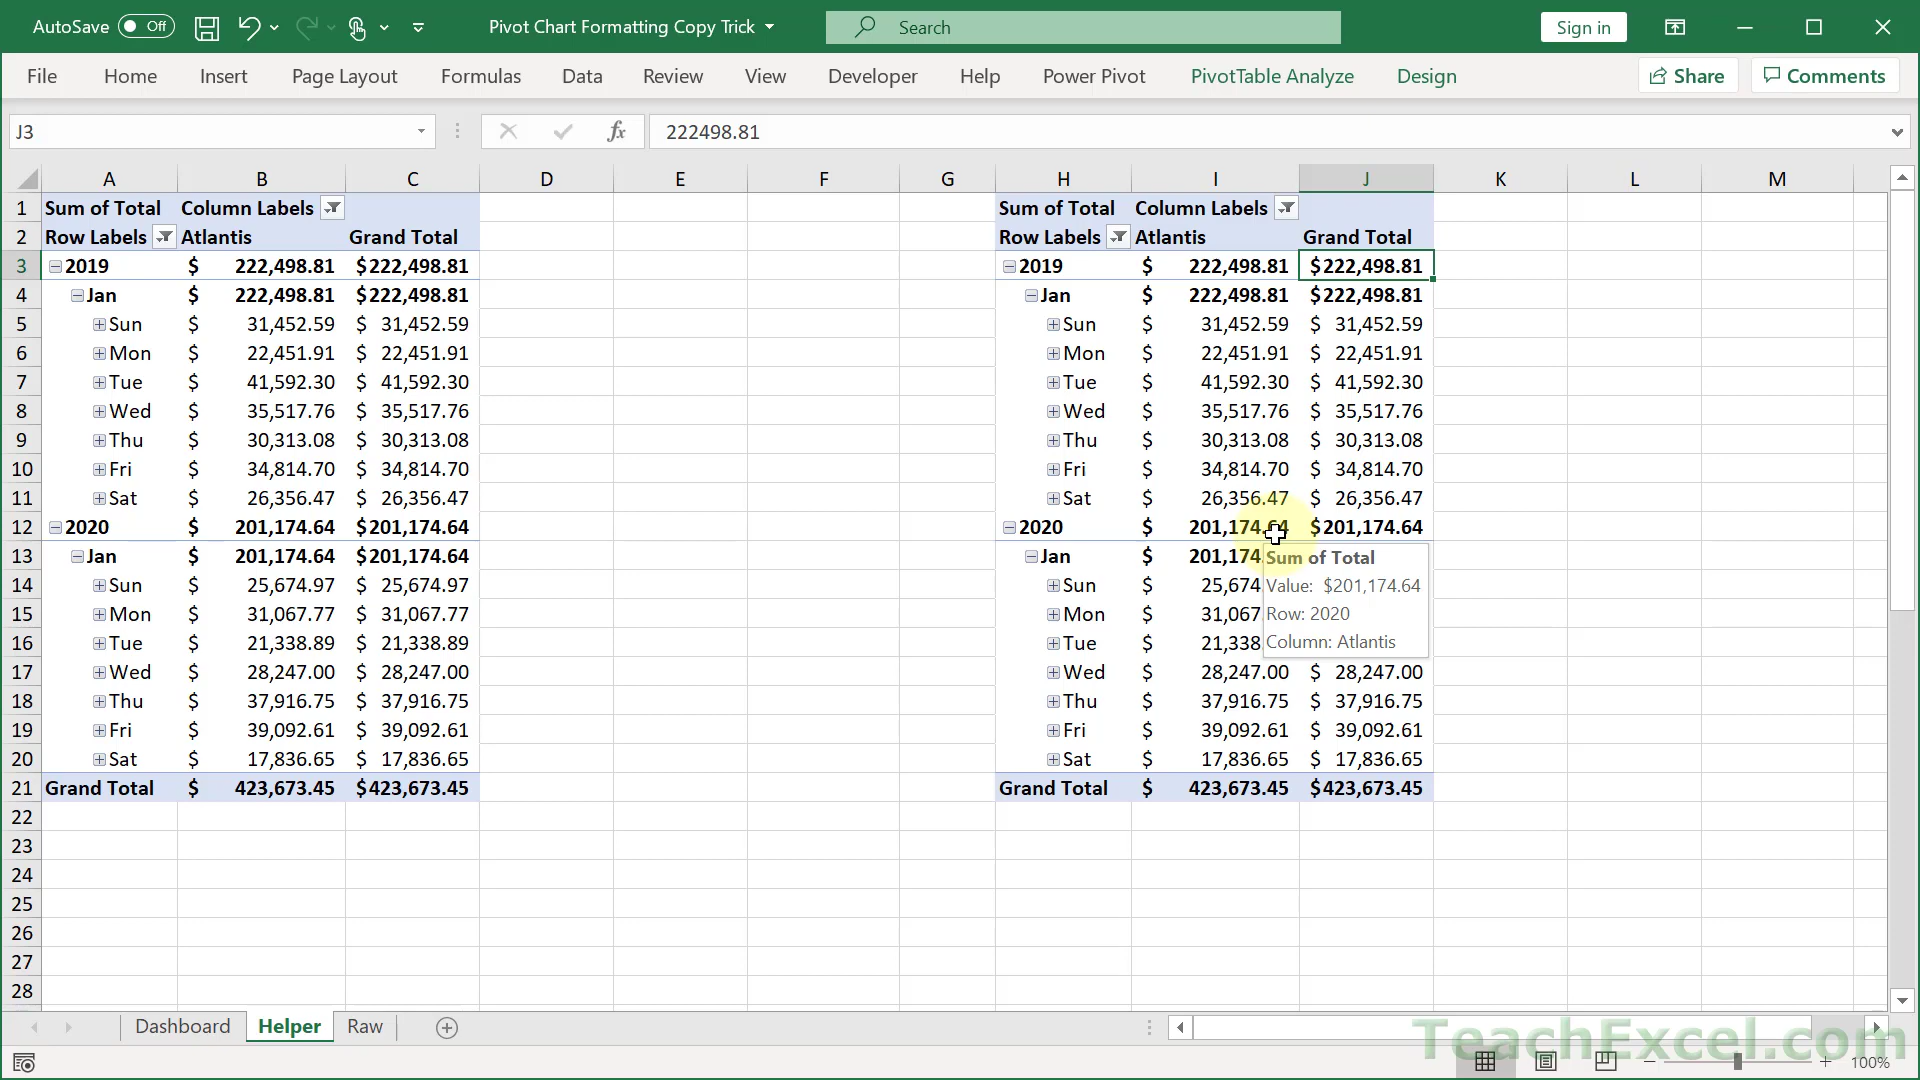 AutoSave Off Pivot Chart Formatting Copy Trick Search Sign in
File Home Insert Page Layout Formulas Data Review View Developer Help Power Pivot PivotTable Analyze Design Share Comments
J3 fx 222498.81
A B C D E F G H I J K L M
1 Sum of Total Column Labels Sum of Total Column Labels
2 Row Labels Atlantis Grand Total Row Labels Atlantis Grand Total
3 2019 $ 222,498.81 $222,498.81 2019 $ 222,498.81 $222,498.81
4 Jan $ 222,498.81 $222,498.81 Jan $ 222,498.81 $222,498.81
5 Sun $ 31,452.59 $ 31,452.59 Sun $ 31,452.59 $ 31,452.59
6 Mon $ 22,451.91 $ 22,451.91 Mon $ 22,451.91 $ 22,451.91
7 Tue $ 41,592.30 $ 41,592.30 Tue $ 41,592.30 $ 41,592.30
8 Wed $ 35,517.76 $ 35,517.76 Wed $ 35,517.76 $ 35,517.76
9 Thu $ 30,313.08 $ 30,313.08 Thu $ 30,313.08 $ 30,313.08
10 Fri $ 34,814.70 $ 34,814.70 Fri $ 34,814.70 $ 34,814.70
11 Sat $ 26,356.47 $ 26,356.47 Sat $ 26,356.47 $ 26,356.47
12 2020 $ 201,174.64 $201,174.64 2020 $ 201,174.64 $201,174.64
13 Jan $ 201,174.64 $201,174.64 Jan $ 201,174. Sum of Total
14 Sun $ 25,674.97 $ 25,674.97 Sun $ 25,674. Value: $201,174.64
15 Mon $ 31,067.77 $ 31,067.77 Mon $ 31,067. Row: 2020
16 Tue $ 21,338.89 $ 21,338.89 Tue $ 21,338. Column: Atlantis
17 Wed $ 28,247.00 $ 28,247.00 Wed $ 28,247.00 $ 28,247.00
18 Thu $ 37,916.75 $ 37,916.75 Thu $ 37,916.75 $ 37,916.75
19 Fri $ 39,092.61 $ 39,092.61 Fri $ 39,092.61 $ 39,092.61
20 Sat $ 17,836.65 $ 17,836.65 Sat $ 17,836.65 $ 17,836.65
21 Grand Total $ 423,673.45 $423,673.45 Grand Total $ 423,673.45 $423,673.45
22
23
24
25
26
27
28
Dashboard Helper Raw
TeachExcel.com
100%